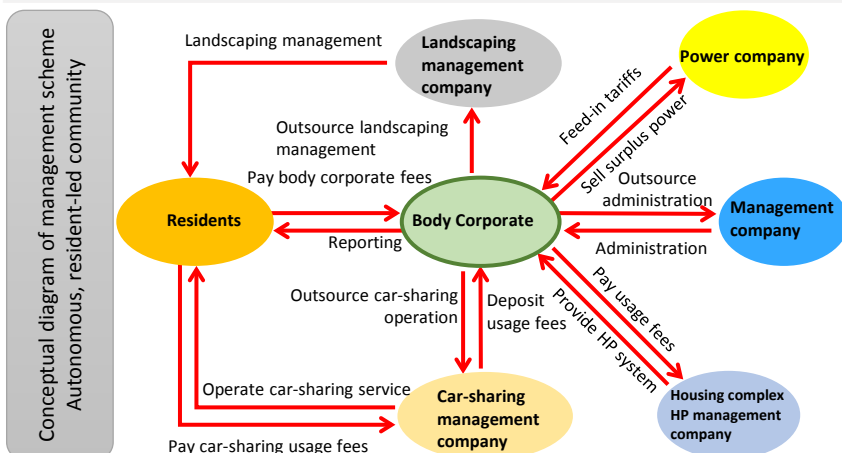 Conceptual diagram of management scheme
Autonomous, resident-led community
Landscaping management
Landscaping
management
company
Power company
Feed-in tariffs
Sell surplus power
Outsource landscaping
management
Pay body corporate fees
Outsource
administration
Residents
Body Corporate
Management
company
Reporting
Administration
Outsource car-sharing
operation
Deposit
usage fees
Pay usage fees
Provide HP system
Operate car-sharing service
Car-sharing
management
company
Housing complex
HP management
company
Pay car-sharing usage fees